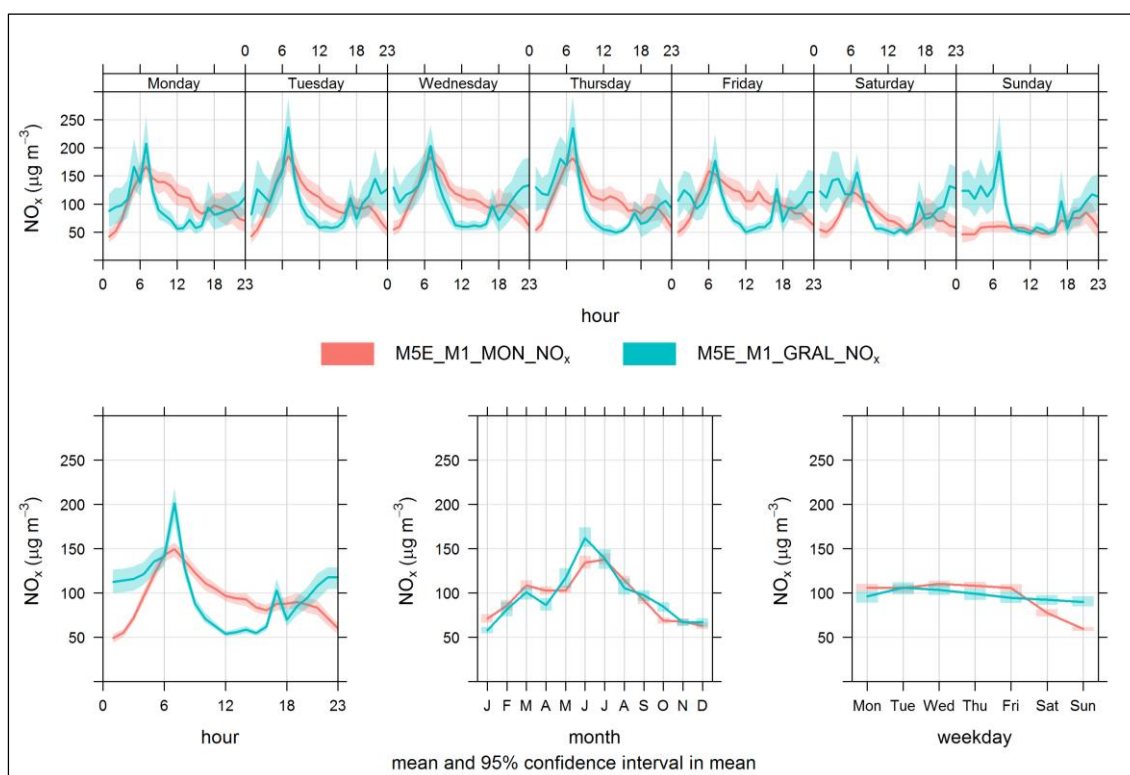 0 6 12 18 23 0 6 12 18 23 0 6 12 18 23
Monday Tuesday Wednesday Thursday Friday Saturday Sunday
250
200
150
100
50
NOₓ (μg m⁻³)
0 6 12 18 23 0 6 12 18 23 0 6 12 18 23 0 6 12 18 23
hour
M5E_M1_MON_NOₓ M5E_M1_GRAL_NOₓ
250
200
150
100
50
NOₓ (μg m⁻³)
0 6 12 18 23
hour
250
200
150
100
50
NOₓ (μg m⁻³)
J F M A M J J A S O N D
month
250
200
150
100
50
NOₓ (μg m⁻³)
Mon Tue Wed Thu Fri Sat Sun
weekday
mean and 95% confidence interval in mean